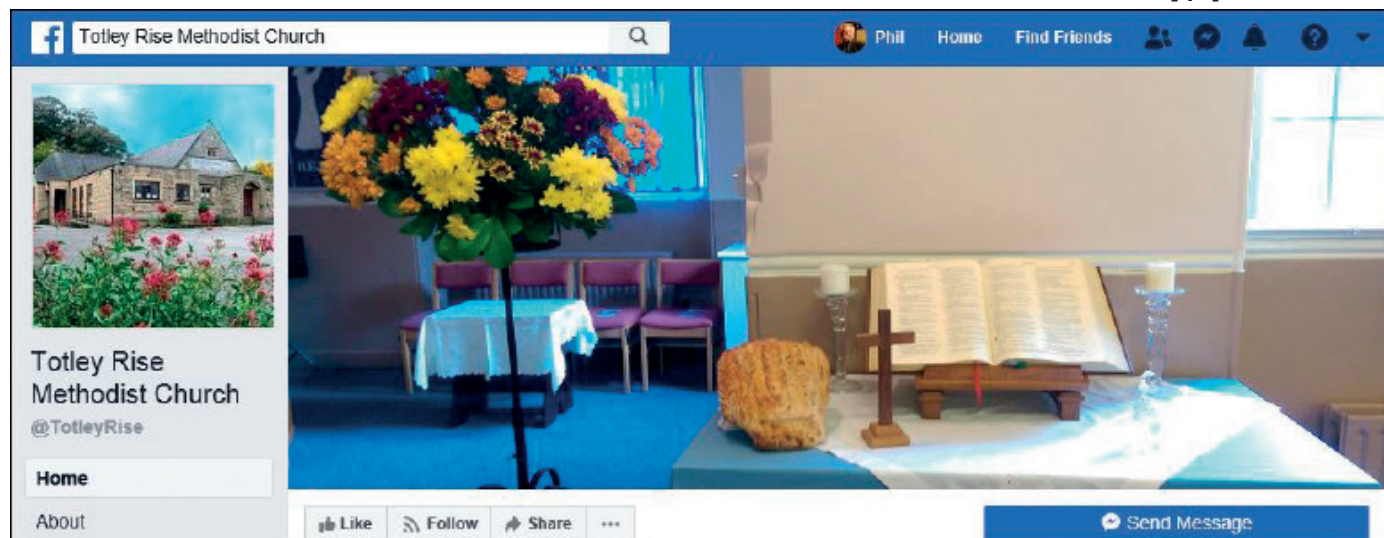 Totley Rise Methodist Church
Phil Home Find Friends
Totley Rise
Methodist Church
@TotleyRise
Home
About
Like Follow Share ...
Send Message